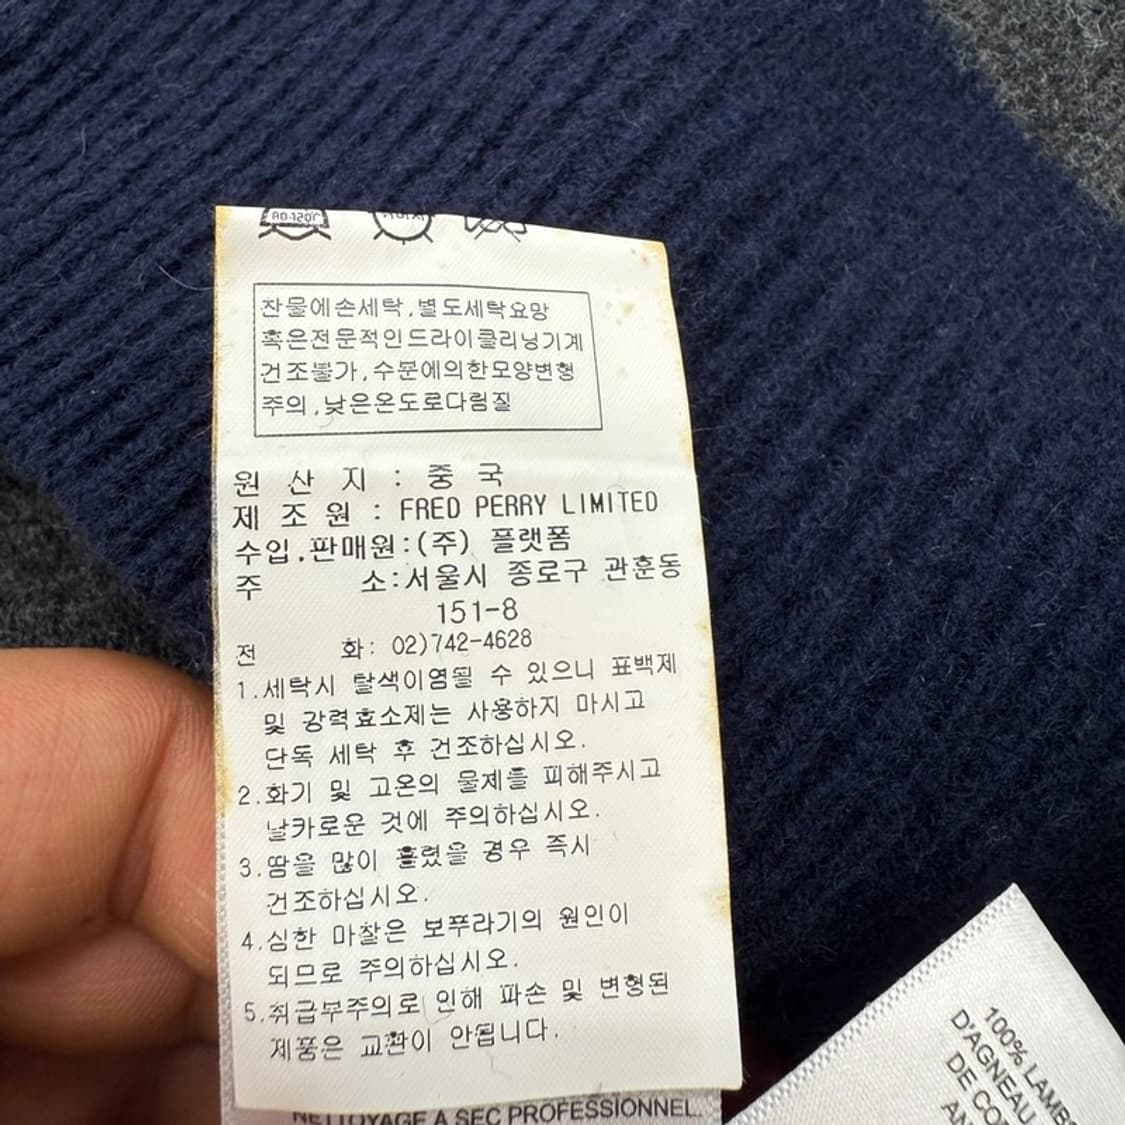 찬물에손세탁,별도세탁요망
혹은전문적인드라이클리닝기계
건조불가,수분에의한모양변형
주의,낮은온도로다림질
원 산 지 : 중 국
제 조 원 : FRED PERRY LIMITED
수입.판매원:(주) 플랫폼
주 소:서울시 종로구 관훈동
151-8
전 화: 02)742-4628
1.세탁시 탈색이염될 수 있으니 표백제
및 강력효소제는 사용하지 마시고
단독 세탁 후 건조하십시오.
2.화기 및 고온의 물체를 피해주시고
날카로운 것에 주의하십시오.
3.땀을 많이 흘렸을 경우 즉시
건조하십시오.
4.심한 마찰은 보푸라기의 원인이
되므로 주의하십시오.
5.취급부주의로 인해 파손 및 변형된
제품은 교환이 안됩니다.
NETTOYAGE A SEC PROFESSIONNEL.
100% LAMBS
D'AGNEAU
DE CO
AN